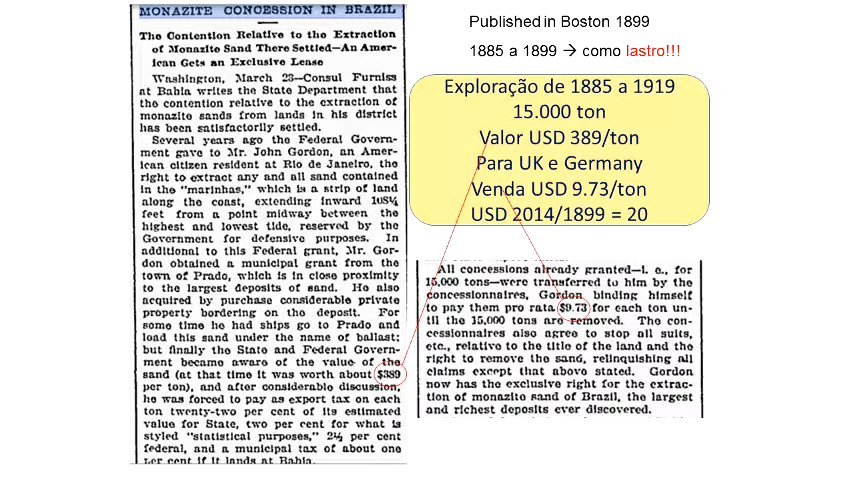 MONAZITE CONCESSION IN BRAZIL
The Contention Relative to the Extraction
of Monazite Sand There Settled—An Amer-
ican Gets an Exclusive Lease
Washington, March 23—Consul Furniss
at Bahia writes the State Department that
the contention relative to the extraction of
monazite sands from lands in his district
has been satisfactorily settled.
Several years ago the Federal Govern-
ment gave to Mr. John Gordon, an Amer-
ican citizen resident at Rio de Janeiro, the
right to extract any and all sand contained
in the "marinhas," which is a strip of land
along the coast, extending inward 108¼
feet from a point midway between the
highest and lowest tide, reserved by the
Government for defensive purposes. In
additional to this Federal grant, Mr. Gor-
don obtained a municipal grant from the
town of Prado, which is in close proximity
to the largest deposits of sand. He also
acquired by purchase considerable private
property bordering on the deposit. For
some time he had ships go to Prado and
load this sand under the name of ballast;
but finally the State and Federal Govern-
ment became aware of the value of the
sand (at that time it was worth about $389
per ton), and after considerable discussion,
he was forced to pay as export tax on each
ton twenty-two per cent of its estimated
value for State, two per cent for what is
styled "statistical purposes," 2½ per cent
federal, and a municipal tax of about one
per cent if it lands at Bahia.
Published in Boston 1899
1885 a 1899 → como lastro!!!
Exploração de 1885 a 1919
15.000 ton
Valor USD 389/ton
Para UK e Germany
Venda USD 9.73/ton
USD 2014/1899 = 20
All concessions already granted—i. e., for
15,000 tons—were transferred to him by the
concessionnaires, Gordon binding himself
to pay them pro rata $9.73 for each ton un-
til the 15,000 tons are removed. The con-
cessionnaires also agree to stop all suits,
etc., relative to the title of the land and the
right to remove the sand, relinquishing all
claims except that above stated. Gordon
now has the exclusive right for the extrac-
tion of monazite sand of Brazil, the largest
and richest deposits ever discovered.